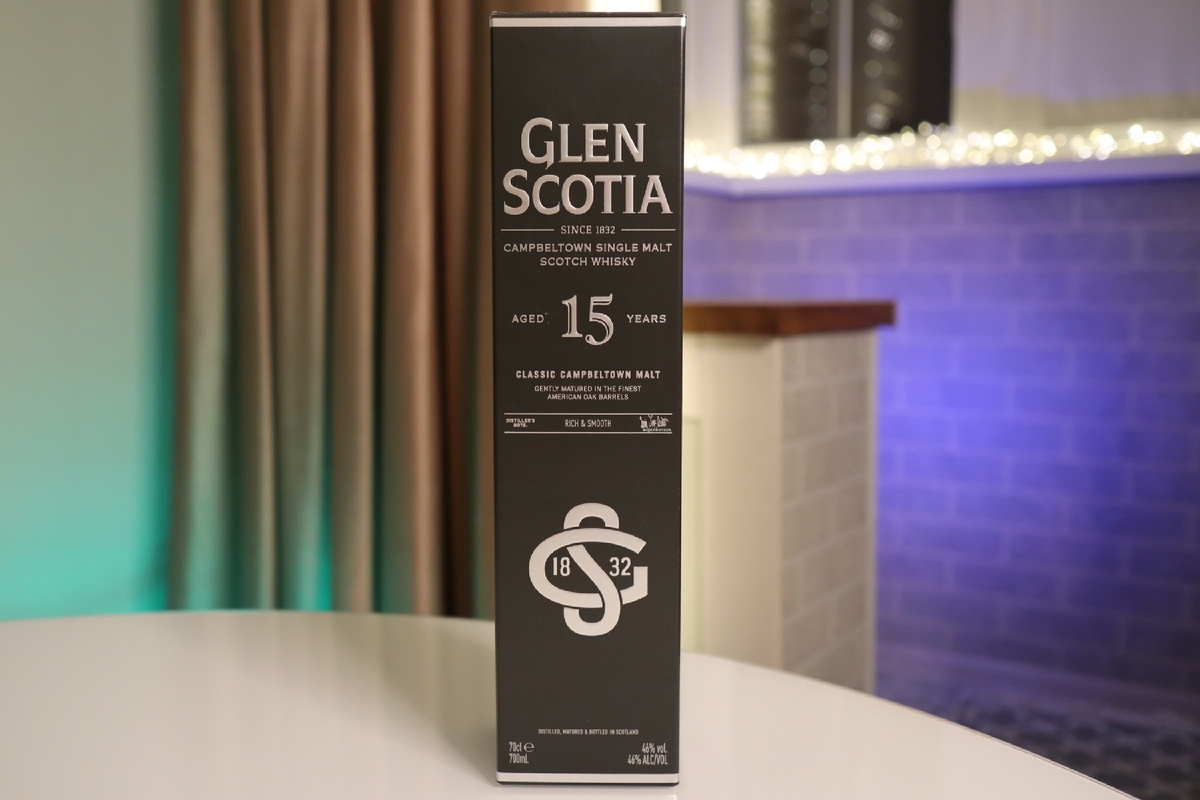 GLEN
SCOTIA
SINCE 1832
CAMPBELTOWN SINGLE MALT
SCOTCH WHISKY
AGED 15 YEARS
CLASSIC CAMPBELTOWN MALT
GENTLY MATURED IN THE FINEST
AMERICAN OAK BARRELS
DISTILLER'S
NOTE.
RICH & SMOOTH
18 32
DISTILLED, MATURED & BOTTLED IN SCOTLAND
70cl ℮ 46% vol.
700mL 46% ALC/VOL